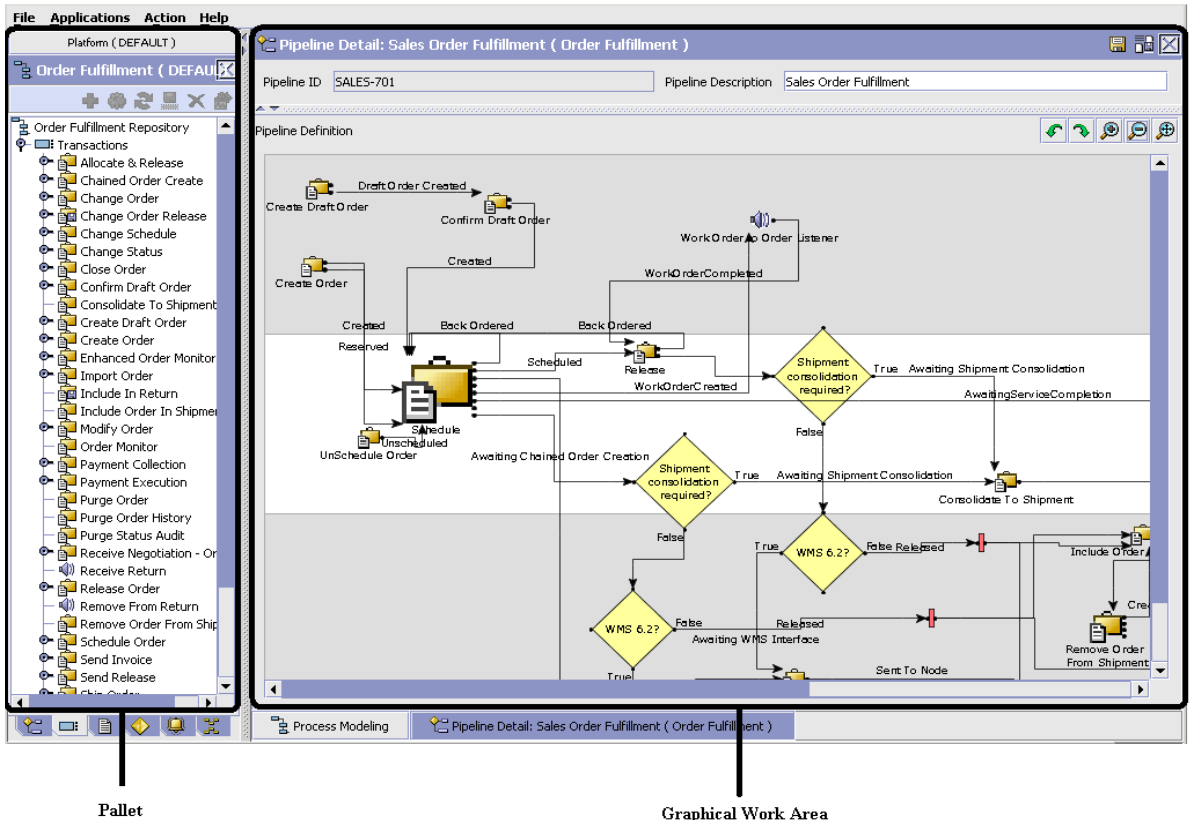 File Applications Action Help
Platform ( DEFAULT )
Order Fulfillment ( DEFAU
Order Fulfillment Repository
Transactions
Allocate & Release
Chained Order Create
Change Order
Change Order Release
Change Schedule
Change Status
Close Order
Confirm Draft Order
Consolidate To Shipment
Create Draft Order
Create Order
Enhanced Order Monitor
Import Order
Include In Return
Include Order In Shipmer
Modify Order
Order Monitor
Payment Collection
Payment Execution
Purge Order
Purge Order History
Purge Status Audit
Receive Negotiation - Or
Receive Return
Release Order
Remove From Return
Remove Order From Ship
Schedule Order
Send Invoice
Send Release
Ship Order
Pipeline Detail: Sales Order Fulfillment ( Order Fulfillment )
Pipeline ID SALES-701 Pipeline Description Sales Order Fulfillment
Pipeline Definition
Draft Order Created
Create Draft Order
Confirm Draft Order
Work Order to Order Listener
Created
WorkOrderCompleted
Create Order
Created
Back Ordered
Back Ordered
Reserved
Scheduled
Release
WorkOrderCreated
Shipment
consolidation
required?
True Awaiting Shipment Consolidation
AwaitingServiceCompletion
False
Schedule
Unscheduled
UnSchedule Order
Awaiting Chained Order Creation
Shipment
consolidation
required?
True Awaiting Shipment Consolidation
Consolidate To Shipment
False
True
WMS 6.2?
False Released
Include Order
WMS 6.2?
False
Released
Awaiting WMS Interface
True
Sent To Node
Cre
Remove Order
From Shipment
Process Modeling
Pipeline Detail: Sales Order Fulfillment ( Order Fulfillment )
Pallet
Graphical Work Area